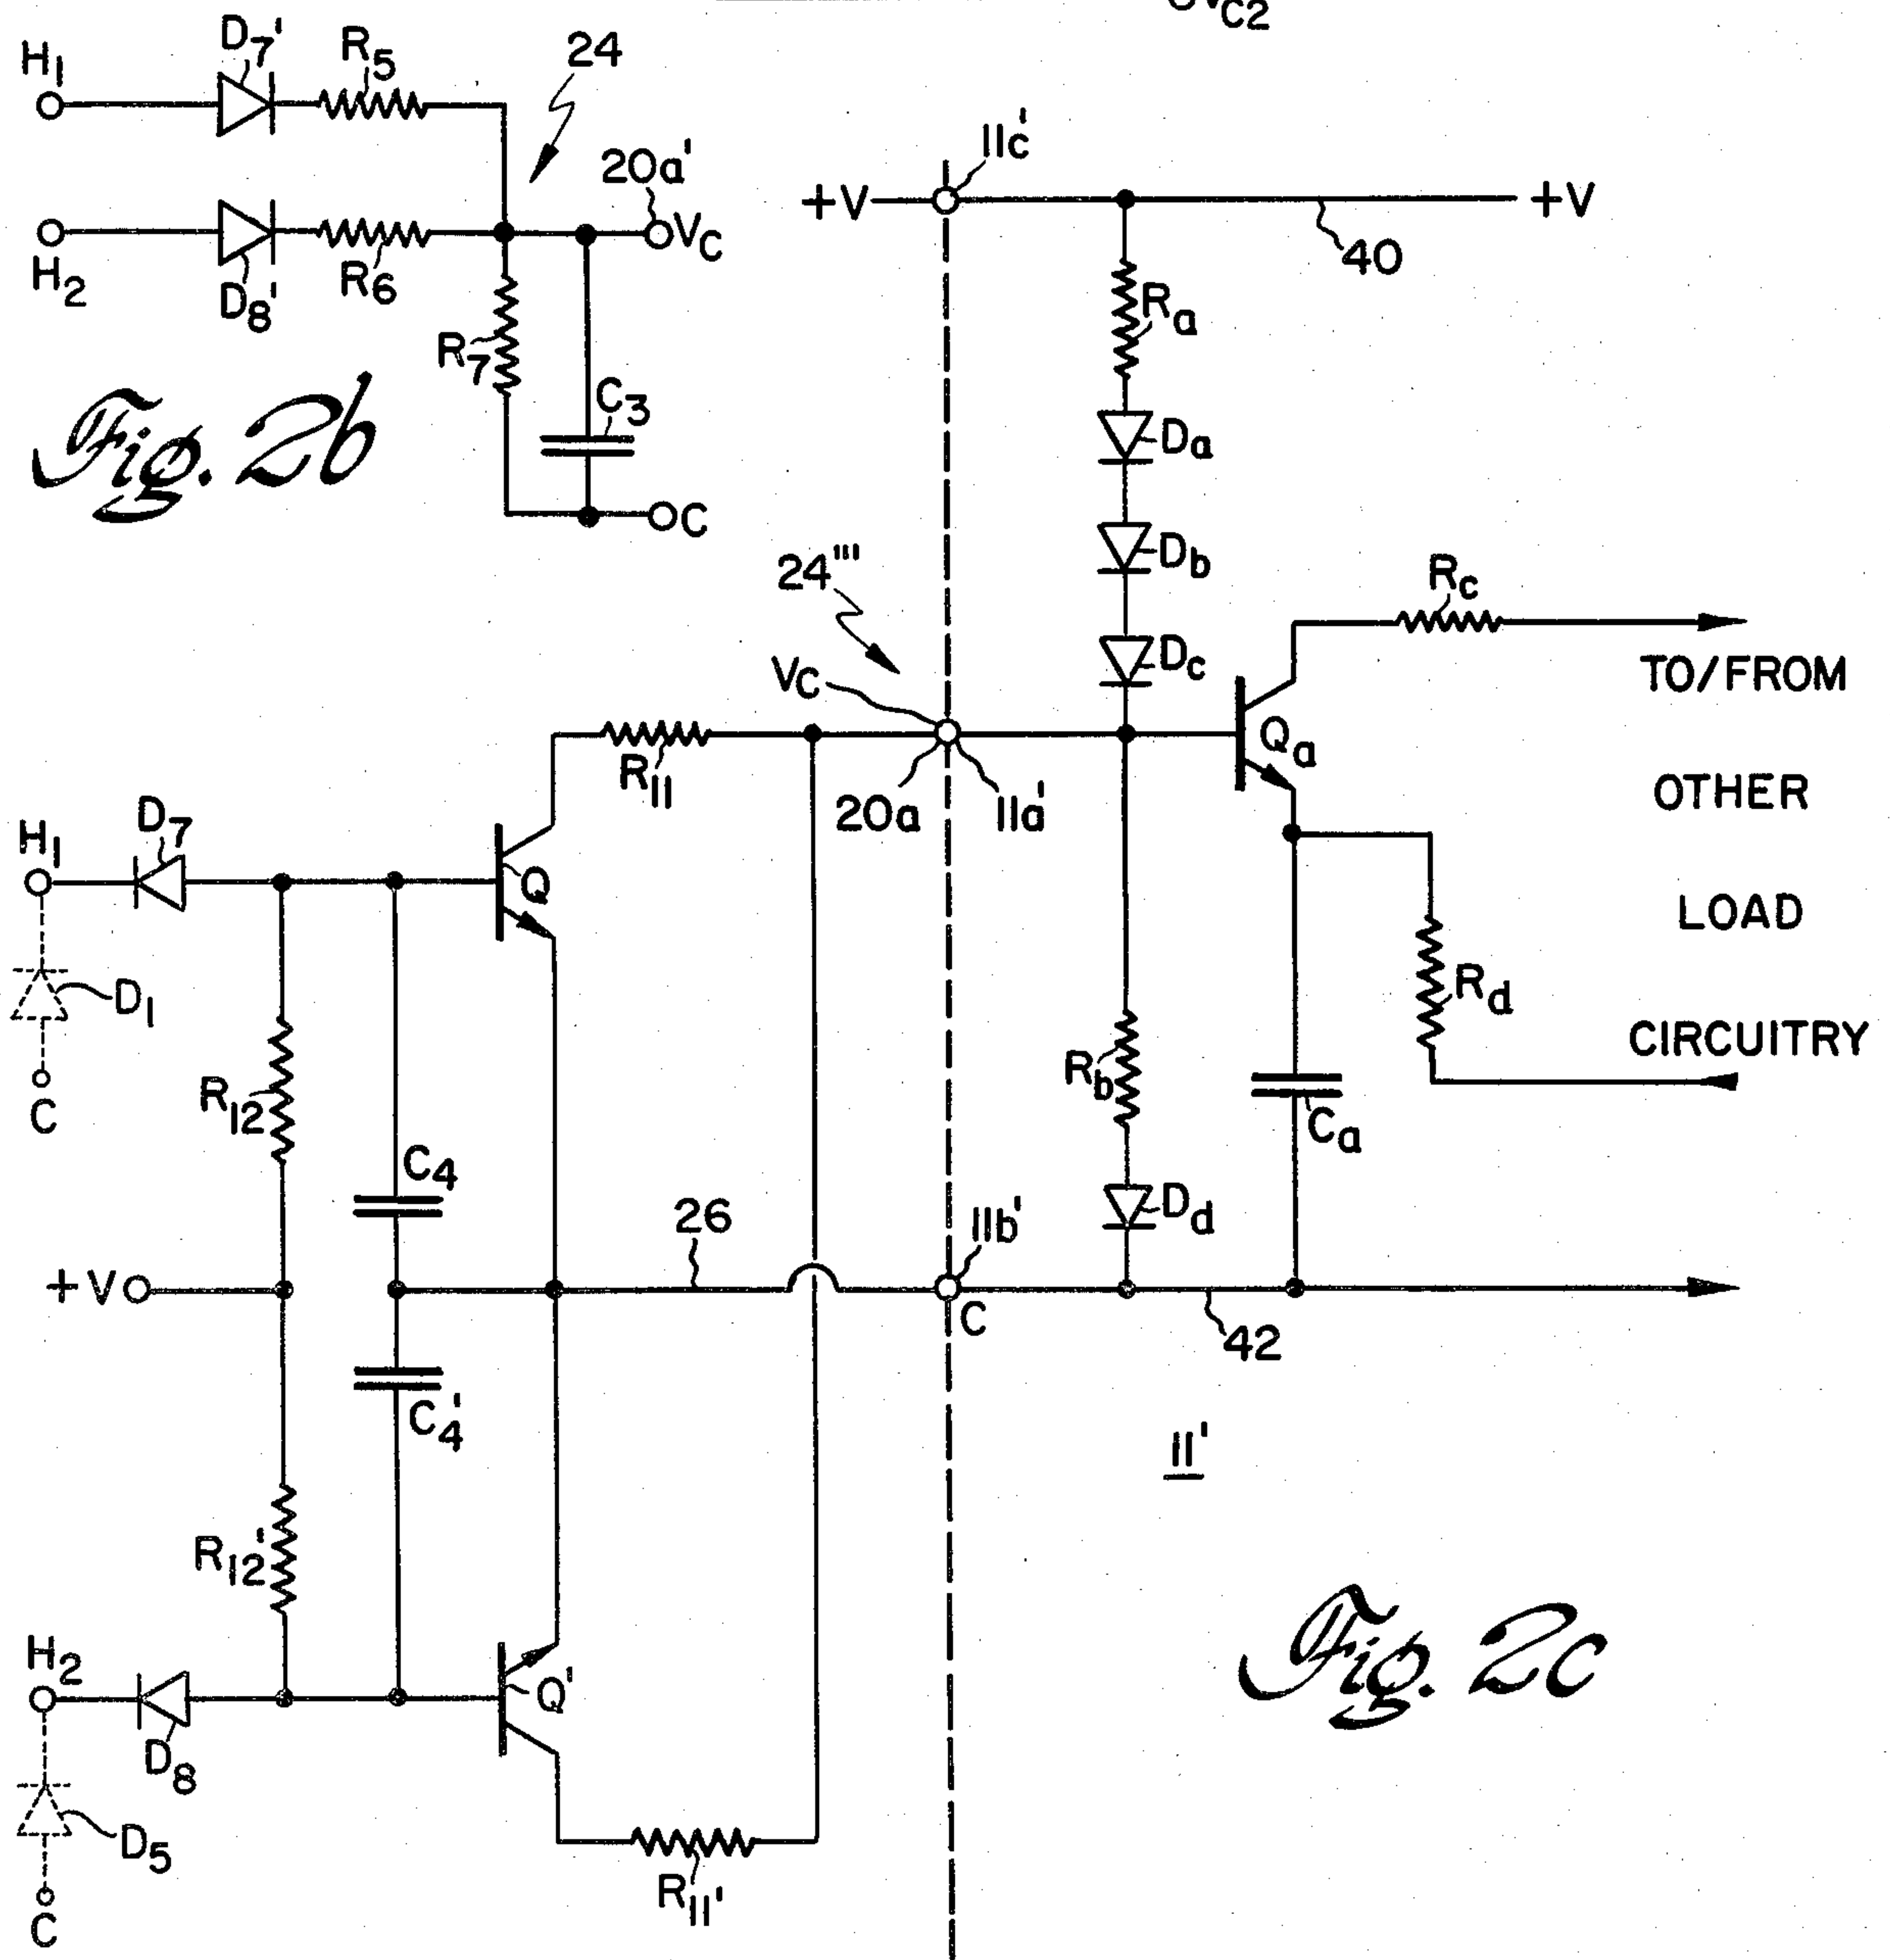 VC2
H1
D7'
R5
24
20a'
VC
H2
D8'
R6
R7
C3
C
Fig. 2b
11c'
+V
+V
40
Ra
Da
Db
Dc
24'''
VC
20a
11a'
Qa
Rc
TO/FROM
OTHER
LOAD
CIRCUITRY
Rd
Rb
Ca
Dd
R11
H1
D7
Q
D1
C
R12
C4
26
11b'
+V
C
42
C4'
11'
R12'
H2
D8
Q'
D5
C
R11'
Fig. 2c